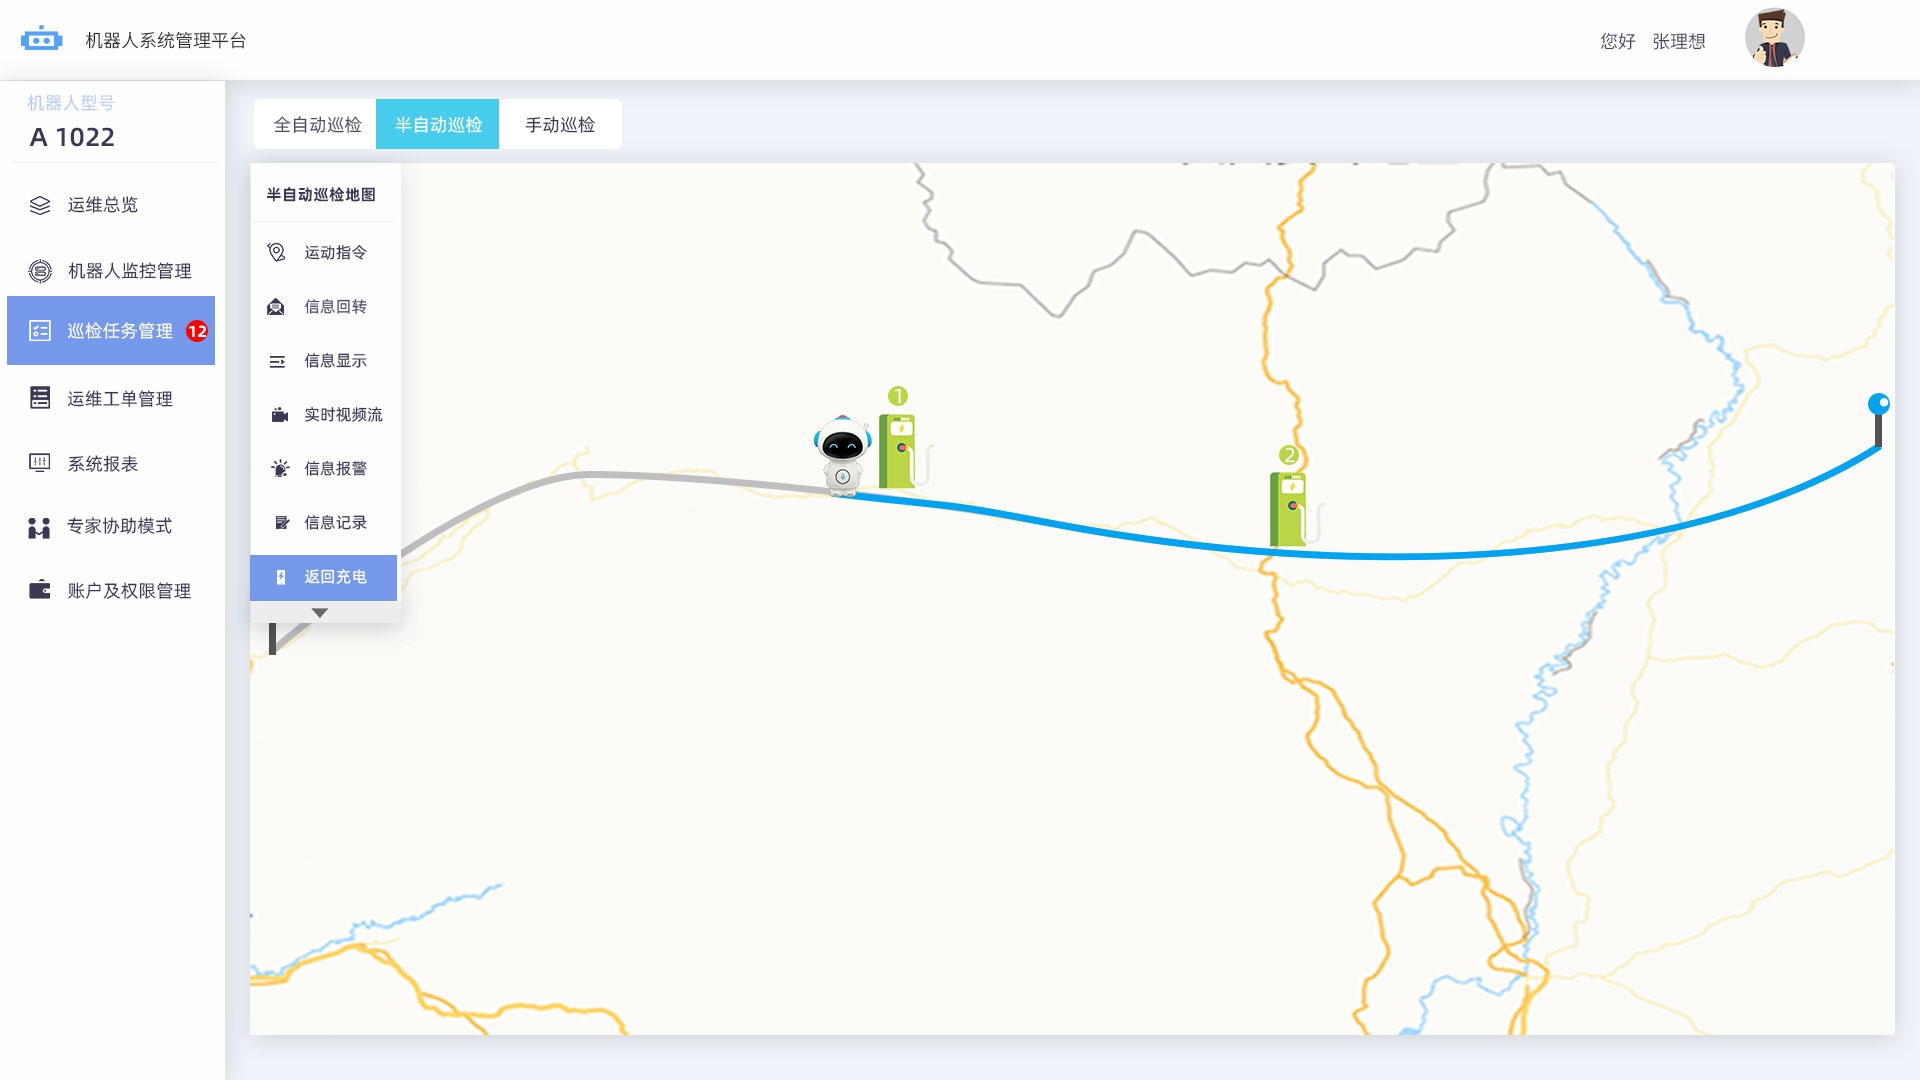 机器人系统管理平台
您好 张理想
机器人型号
A 1022
运维总览
机器人监控管理
巡检任务管理 12
运维工单管理
系统报表
专家协助模式
账户及权限管理
全自动巡检 半自动巡检 手动巡检
半自动巡检地图
运动指令
信息回转
信息显示
实时视频流
信息报警
信息记录
返回充电
1
2